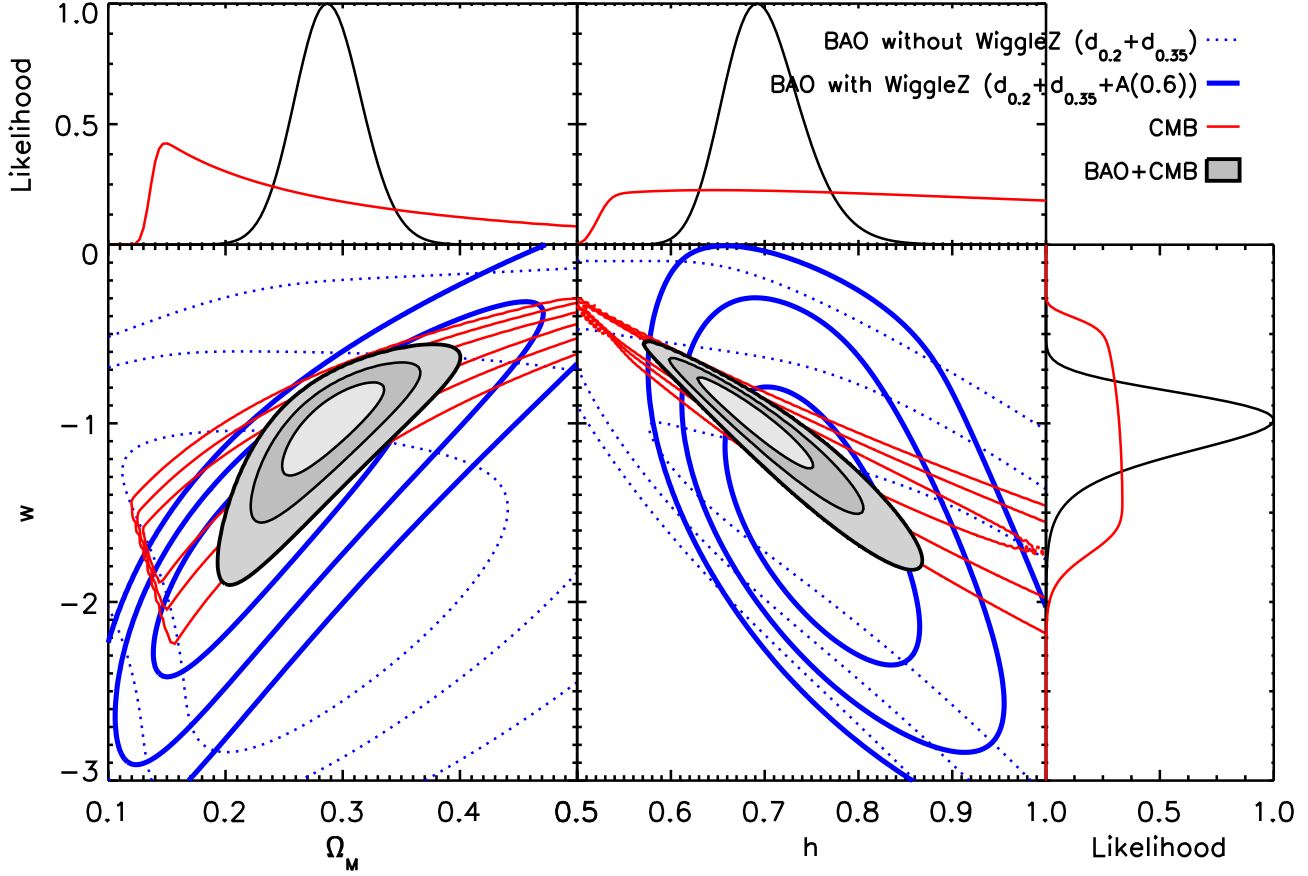 1.0
BAO without WiggleZ (d0.2+d0.35)
BAO with WiggleZ (d0.2+d0.35+A(0.6))
0.5
CMB
BAO+CMB
Likelihood
0
−1
−2
−3
w
0.1 0.2 0.3 0.4 0.5 0.6 0.7 0.8 0.9 1.0 0.5 1.0
ΩM h Likelihood